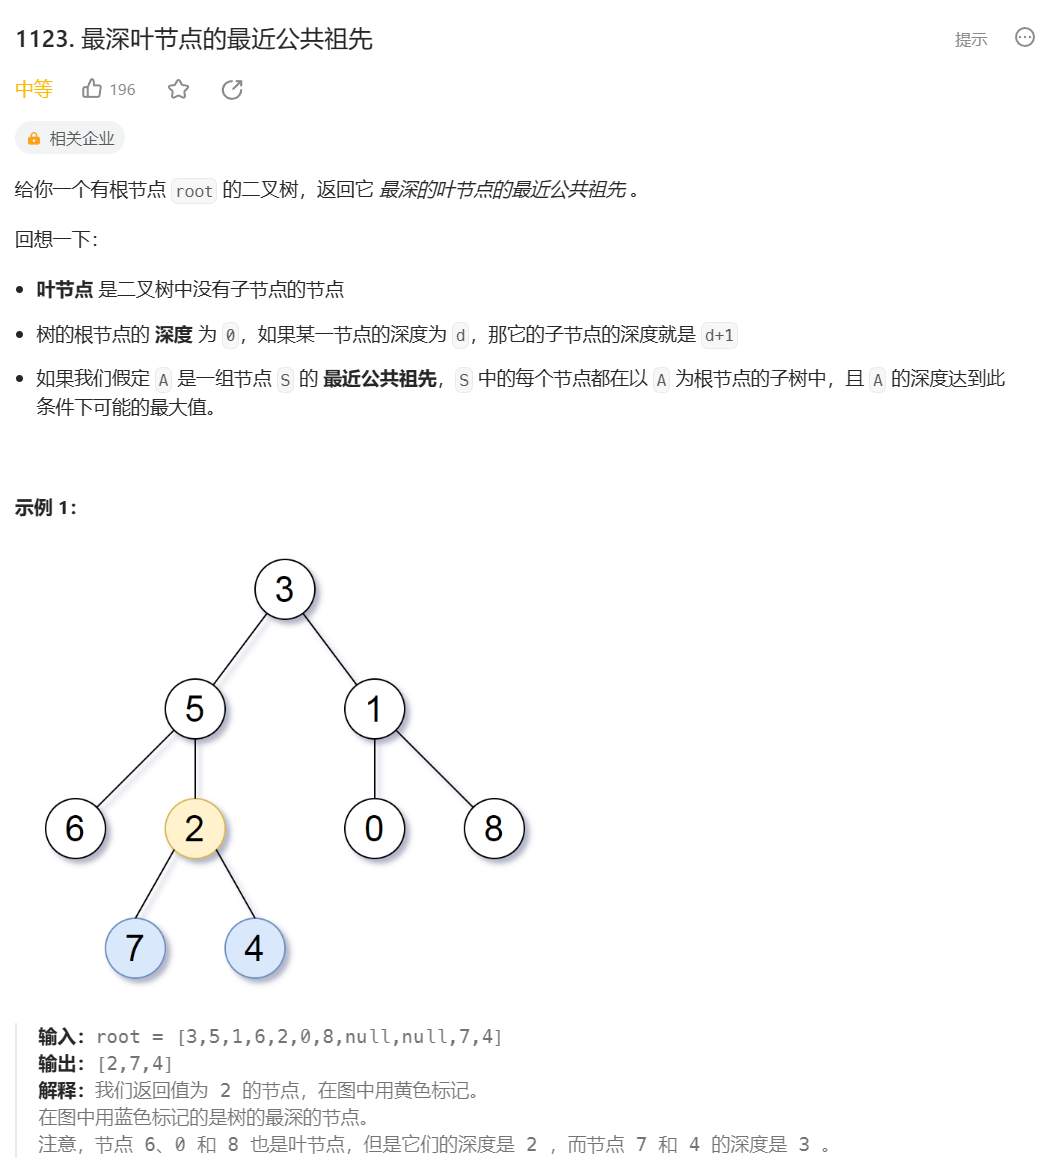 1123. 最深叶节点的最近公共祖先
提示
中等
196
相关企业
给你一个有根节点 root 的二叉树，返回它 最深的叶节点的最近公共祖先 。
回想一下：
• 叶节点 是二叉树中没有子节点的节点
• 树的根节点的 深度 为 0，如果某一节点的深度为 d，那它的子节点的深度就是 d+1
• 如果我们假定 A 是一组节点 S 的 最近公共祖先，S 中的每个节点都在以 A 为根节点的子树中，且 A 的深度达到此
条件下可能的最大值。
示例 1：
3
5 1
6 2 0 8
7 4
输入：root = [3,5,1,6,2,0,8,null,null,7,4]
输出：[2,7,4]
解释：我们返回值为 2 的节点，在图中用黄色标记。
在图中用蓝色标记的是树的最深的节点。
注意，节点 6、0 和 8 也是叶节点，但是它们的深度是 2 ，而节点 7 和 4 的深度是 3 。